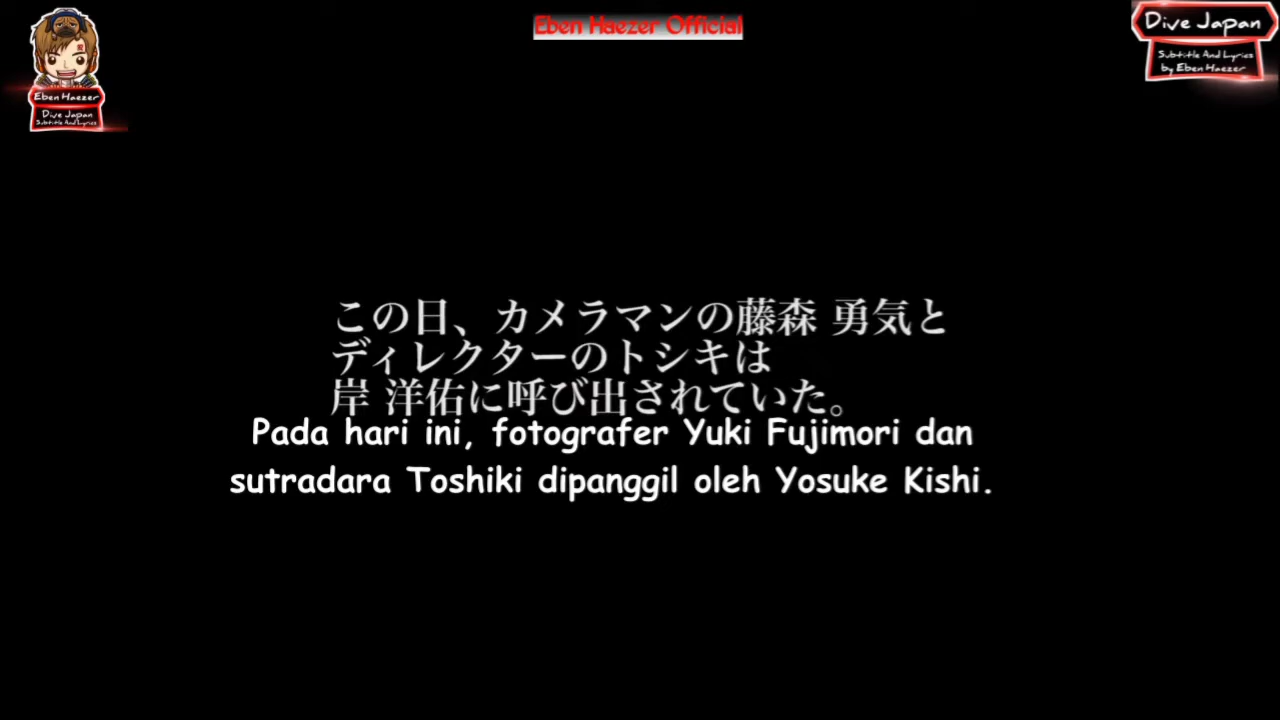 Eben Haezer Official
Dive Japan
Subtitle And Lyrics
by Eben Haezer
Eben Haezer
Dive Japan
Subtitle And Lyrics
この日、カメラマンの藤森 勇気と
ディレクターのトシキは
岸 洋佑に呼び出されていた。
Pada hari ini, fotografer Yuki Fujimori dan
sutradara Toshiki dipanggil oleh Yosuke Kishi.